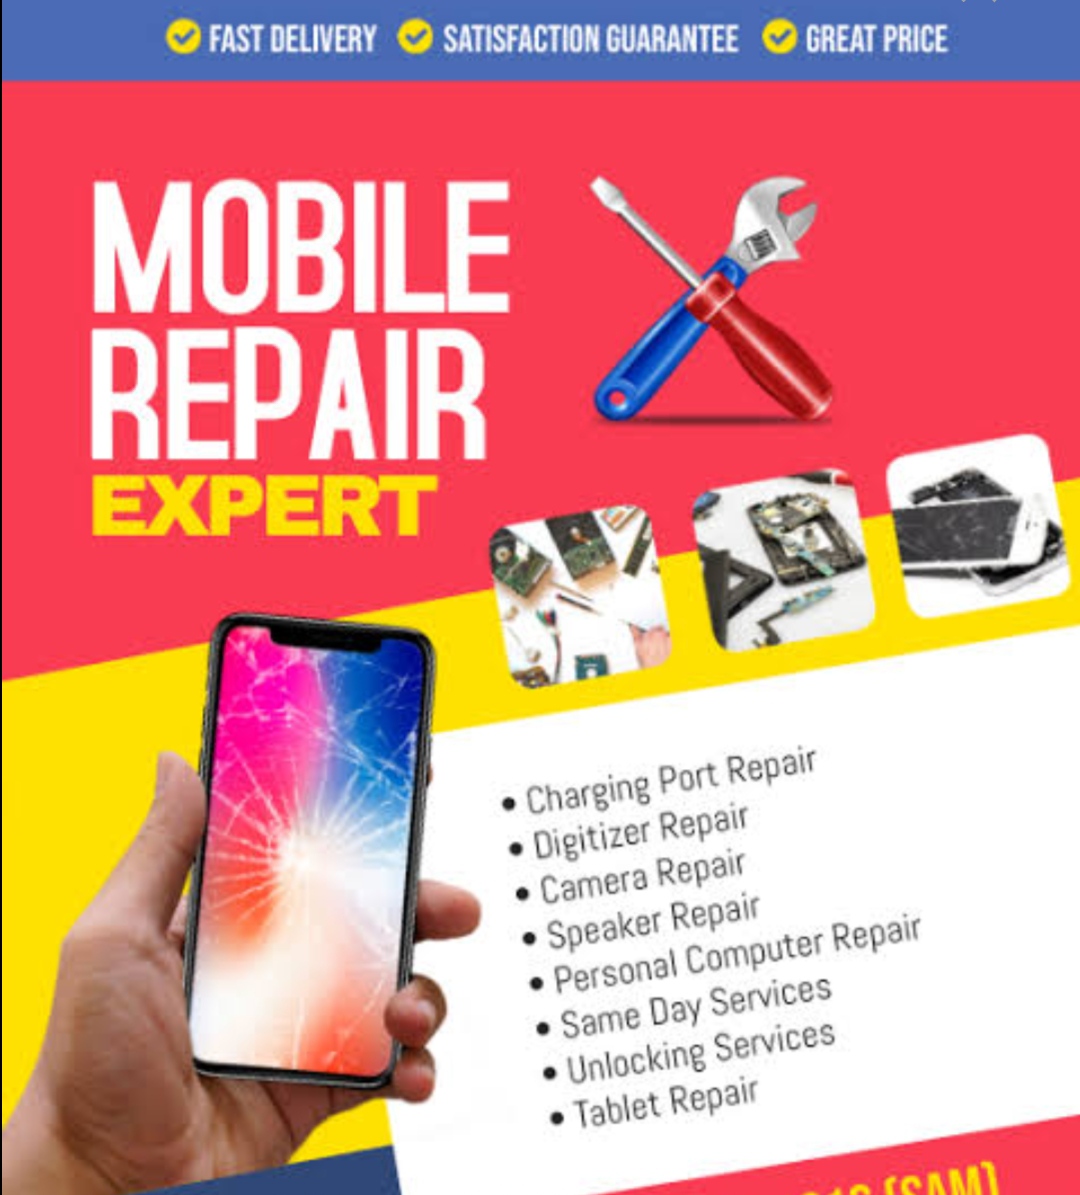 FAST DELIVERY SATISFACTION GUARANTEE GREAT PRICE
MOBILE
REPAIR
EXPERT
• Charging Port Repair
• Digitizer Repair
• Camera Repair
• Speaker Repair
• Personal Computer Repair
• Same Day Services
• Unlocking Services
• Tablet Repair
(SAM)